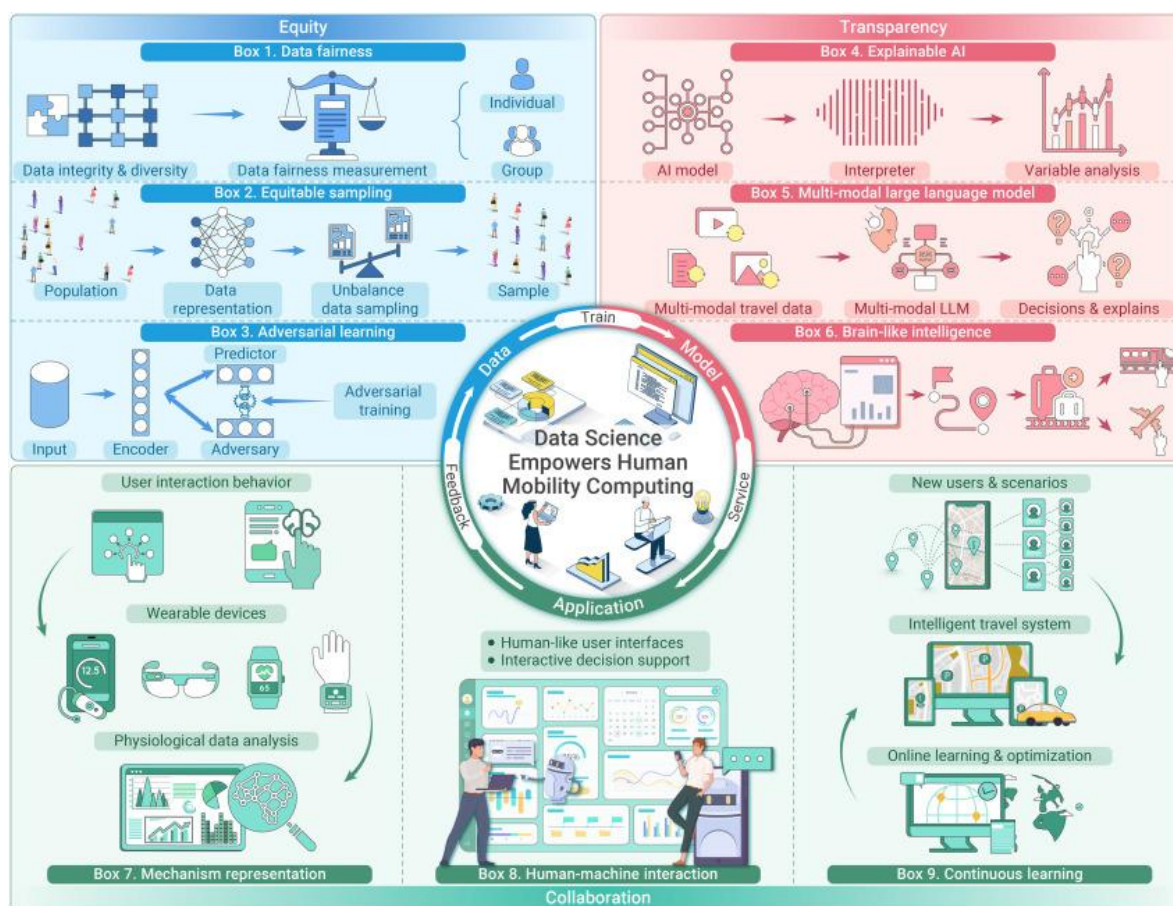 Equity
Box 1. Data fairness
Individual
Data integrity & diversity
Data fairness measurement
Group
Box 2. Equitable sampling
Population
Data
representation
Unbalance
data sampling
Sample
Box 3. Adversarial learning
Predictor
Adversarial
training
Input
Encoder
Adversary
Transparency
Box 4. Explainable AI
AI model
Interpreter
Variable analysis
Box 5. Multi-modal large language model
Multi-modal travel data
Multi-modal LLM
Decisions & explains
Box 6. Brain-like intelligence
Data
Train
Model
Service
Application
Feedback
Data Science
Empowers Human
Mobility Computing
User interaction behavior
Wearable devices
12.5
65
Physiological data analysis
Box 7. Mechanism representation
• Human-like user interfaces
• Interactive decision support
Box 8. Human-machine interaction
New users & scenarios
Intelligent travel system
P
P
Online learning & optimization
Box 9. Continuous learning
Collaboration